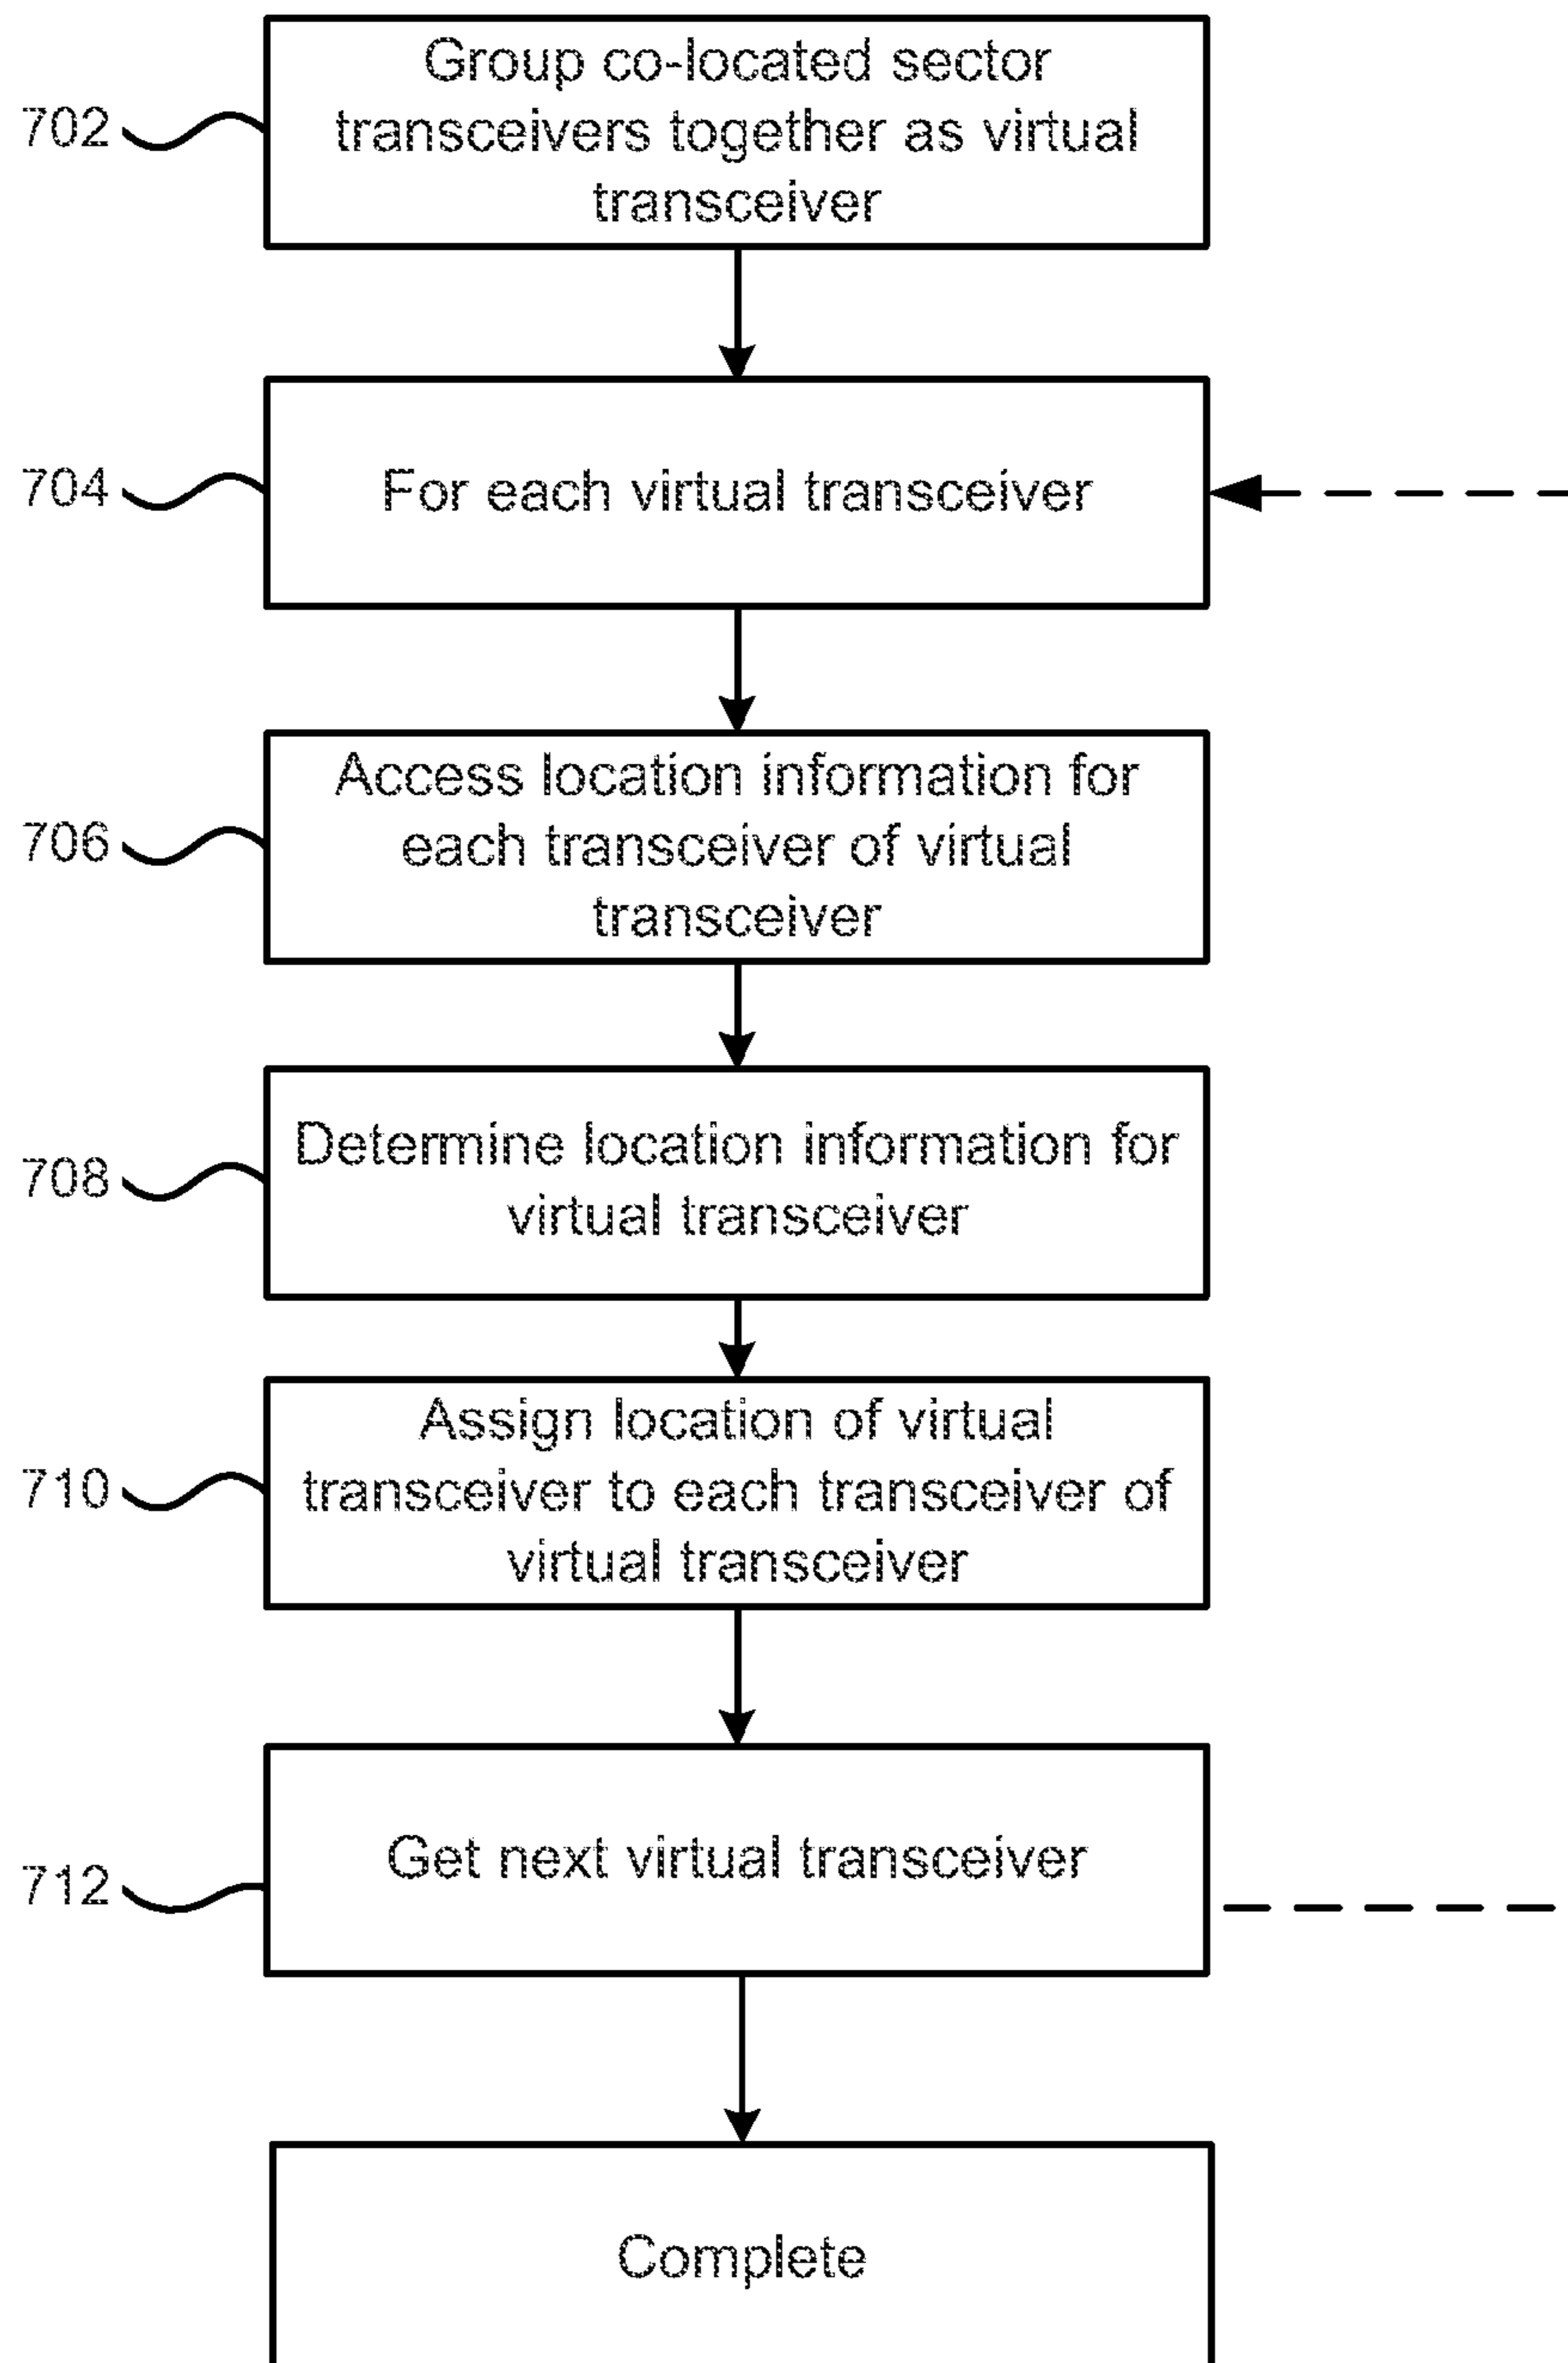 Group co-located sector
702
transceivers together as virtual
transceiver
704
For each virtual transceiver
Access location information for
706
each transceiver of virtual
transceiver
Determine location information for
708
virtual transceiver
Assign location of virtual
710
transceiver to each transceiver of
virtual transceiver
Get next virtual transceiver
712
Complete